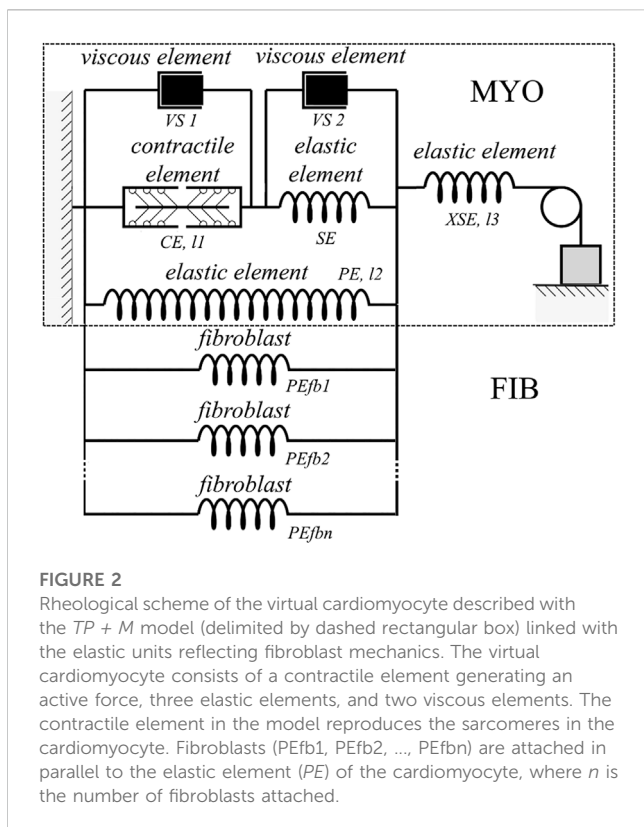 viscous element viscous element
MYO
VS 1 VS 2
contractile elastic
element element
elastic element
CE, l1 SE XSE, l3
elastic element PE, l2
fibroblast
PEfb1
FIB
fibroblast
PEfb2
fibroblast
PEfbn
FIGURE 2
Rheological scheme of the virtual cardiomyocyte described with
the TP + M model (delimited by dashed rectangular box) linked with
the elastic units reflecting fibroblast mechanics. The virtual
cardiomyocyte consists of a contractile element generating an
active force, three elastic elements, and two viscous elements. The
contractile element in the model reproduces the sarcomeres in the
cardiomyocyte. Fibroblasts (PEfb1, PEfb2, ..., PEfbn) are attached in
parallel to the elastic element (PE) of the cardiomyocyte, where n is
the number of fibroblasts attached.